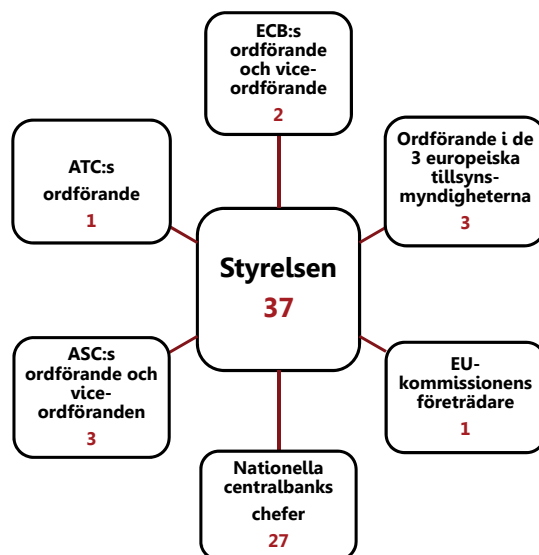 ECB:s
ordförande
och vice-
ordförande
2
ATC:s
ordförande
1
Ordförande i de
3 europeiska
tillsyns-
myndigheterna
3
Styrelsen
37
ASC:s
ordförande och
vice-
ordföranden
3
EU-
kommissionens
företrädare
1
Nationella
centralbanks
chefer
27